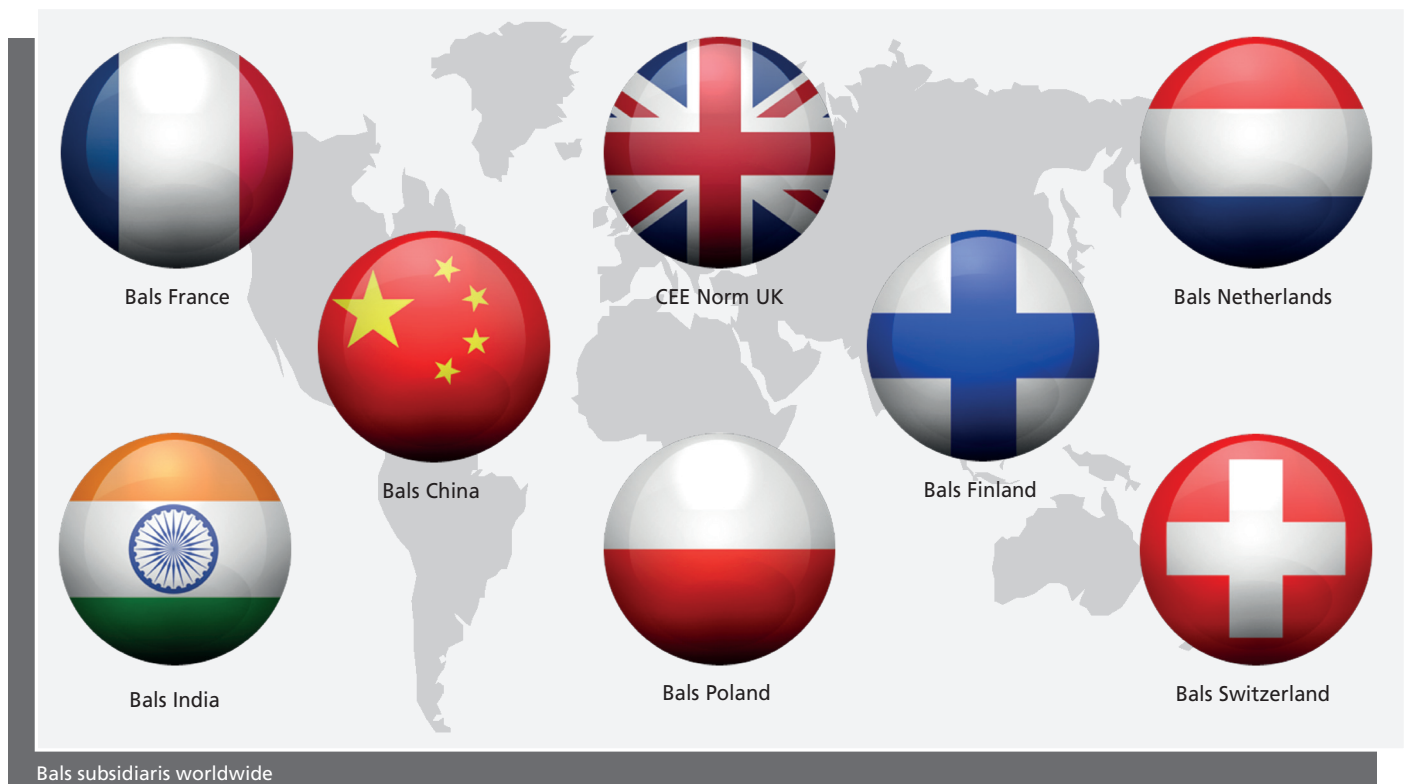 Bals France
CEE Norm UK
Bals Netherlands
Bals China
Bals Finland
Bals India
Bals Poland
Bals Switzerland
Bals subsidiaris worldwide